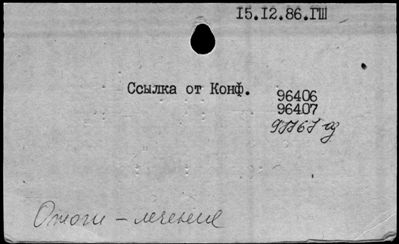 15.12.86.ГШ
Ссылка от Конф.
96406
96407
Ожоги - лечение